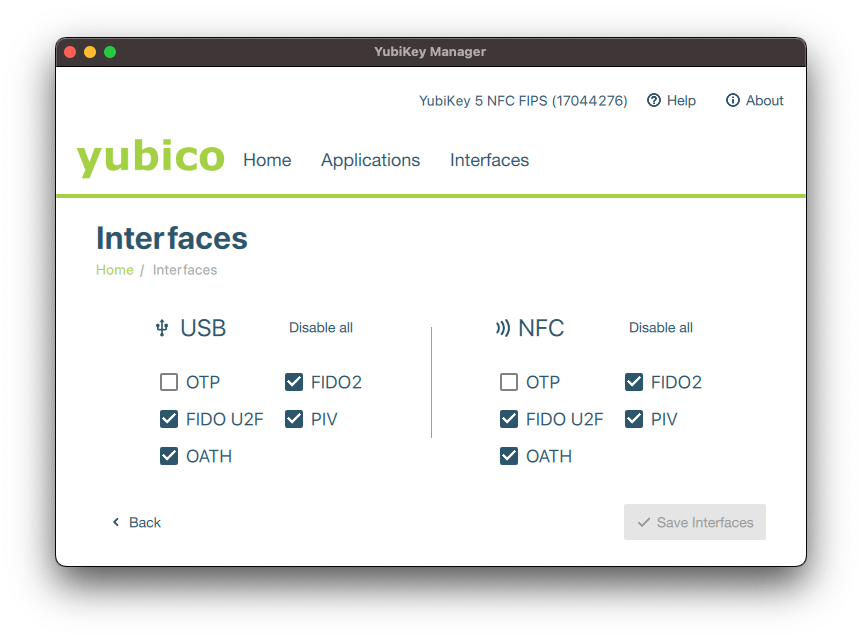 YubiKey Manager
YubiKey 5 NFC FIPS (17044276) Help About
yubico Home Applications Interfaces
Interfaces
Home / Interfaces
USB Disable all NFC Disable all
OTP FIDO2 OTP FIDO2
FIDO U2F PIV FIDO U2F PIV
OATH OATH
Back Save Interfaces